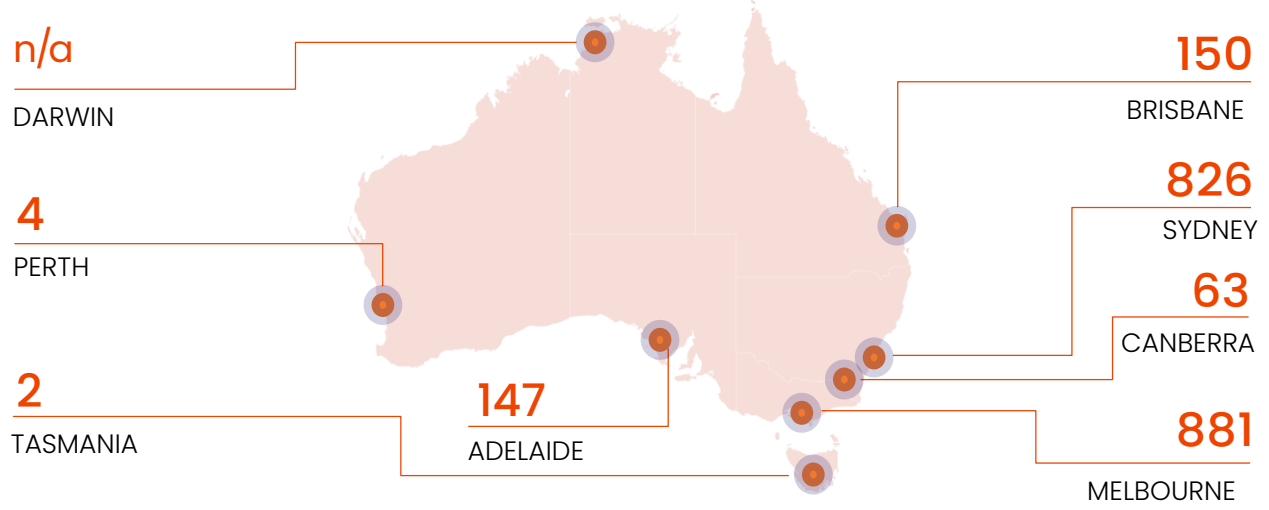 n/a
DARWIN
4
PERTH
2
TASMANIA
147
ADELAIDE
150
BRISBANE
826
SYDNEY
63
CANBERRA
881
MELBOURNE